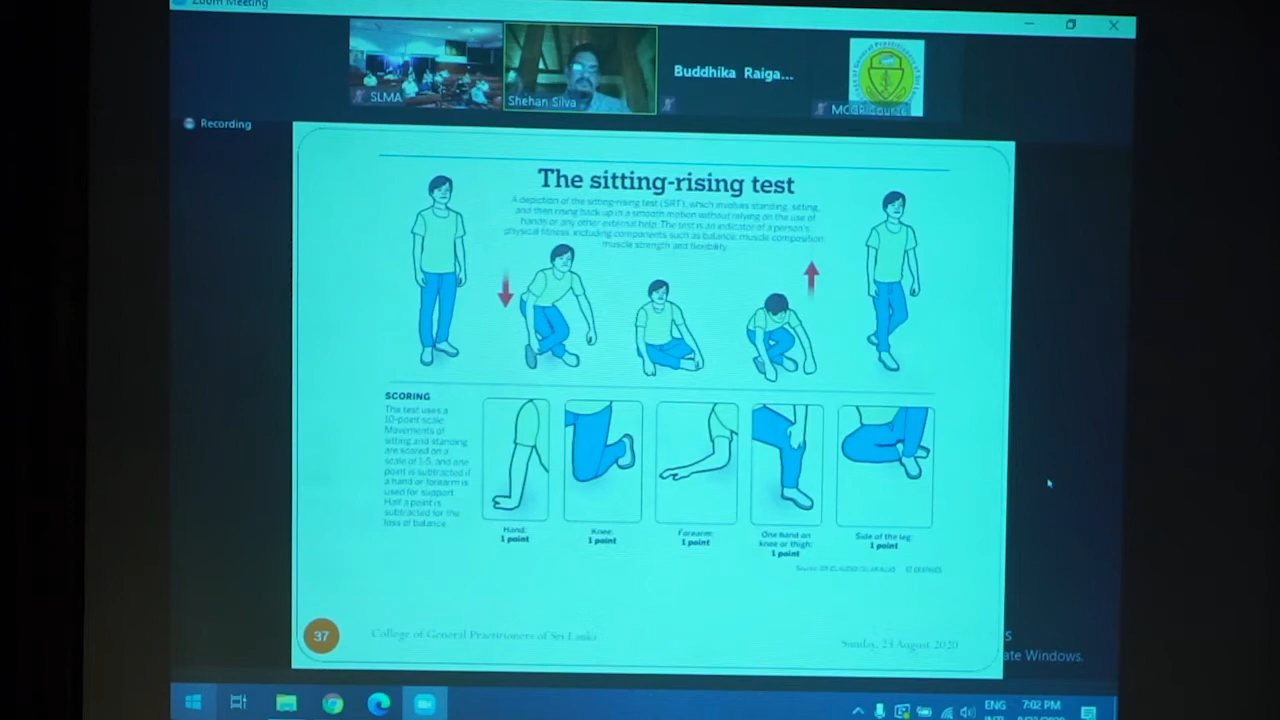 Zoom Meeting
SLMA
Shehan Silva
Buddhika Raiga...
Recording
The sitting-rising test
A depiction of the sitting-rising test (SRT), which involves standing, sitting,
and then rising back up in a smooth motion without relying on the use of
hands or any other external help. The test is an indicator of a person's
physical fitness, including components such as balance, muscle composition
muscle strength and flexibility
SCORING
The test uses a
10-point scale
Movements of
sitting and standing
are scored on a
scale of 1-5, and one
point is subtracted if
a hand or forearm is
used for support
Half a point is
subtracted for the
loss of balance
Hand:
1 point
Knee:
1 point
Forearm:
1 point
One hand on
knee or thigh:
1 point
Side of the leg:
1 point
37
College of General Practitioners of Sri Lanka
Sunday, 23 August 2020
ate Windows.
ENG
7:02 PM